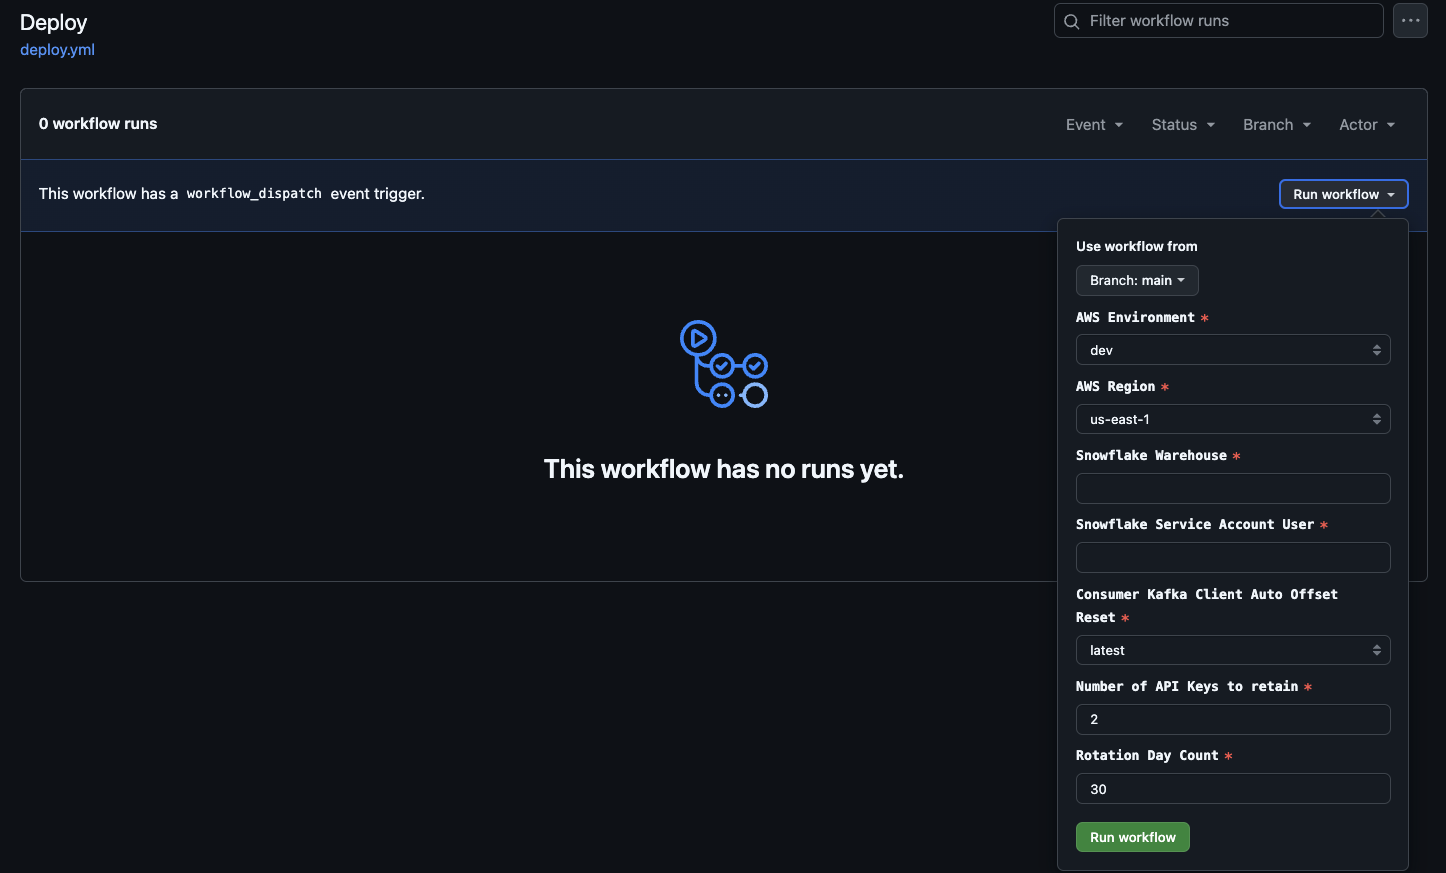 Deploy
deploy.yml
Filter workflow runs
0 workflow runs
Event
Status
Branch
Actor
This workflow has a workflow_dispatch event trigger.
Run workflow
This workflow has no runs yet.
Use workflow from
Branch: main
AWS Environment *
dev
AWS Region *
us-east-1
Snowflake Warehouse *
Snowflake Service Account User *
Consumer Kafka Client Auto Offset
Reset *
latest
Number of API Keys to retain *
2
Rotation Day Count *
30
Run workflow